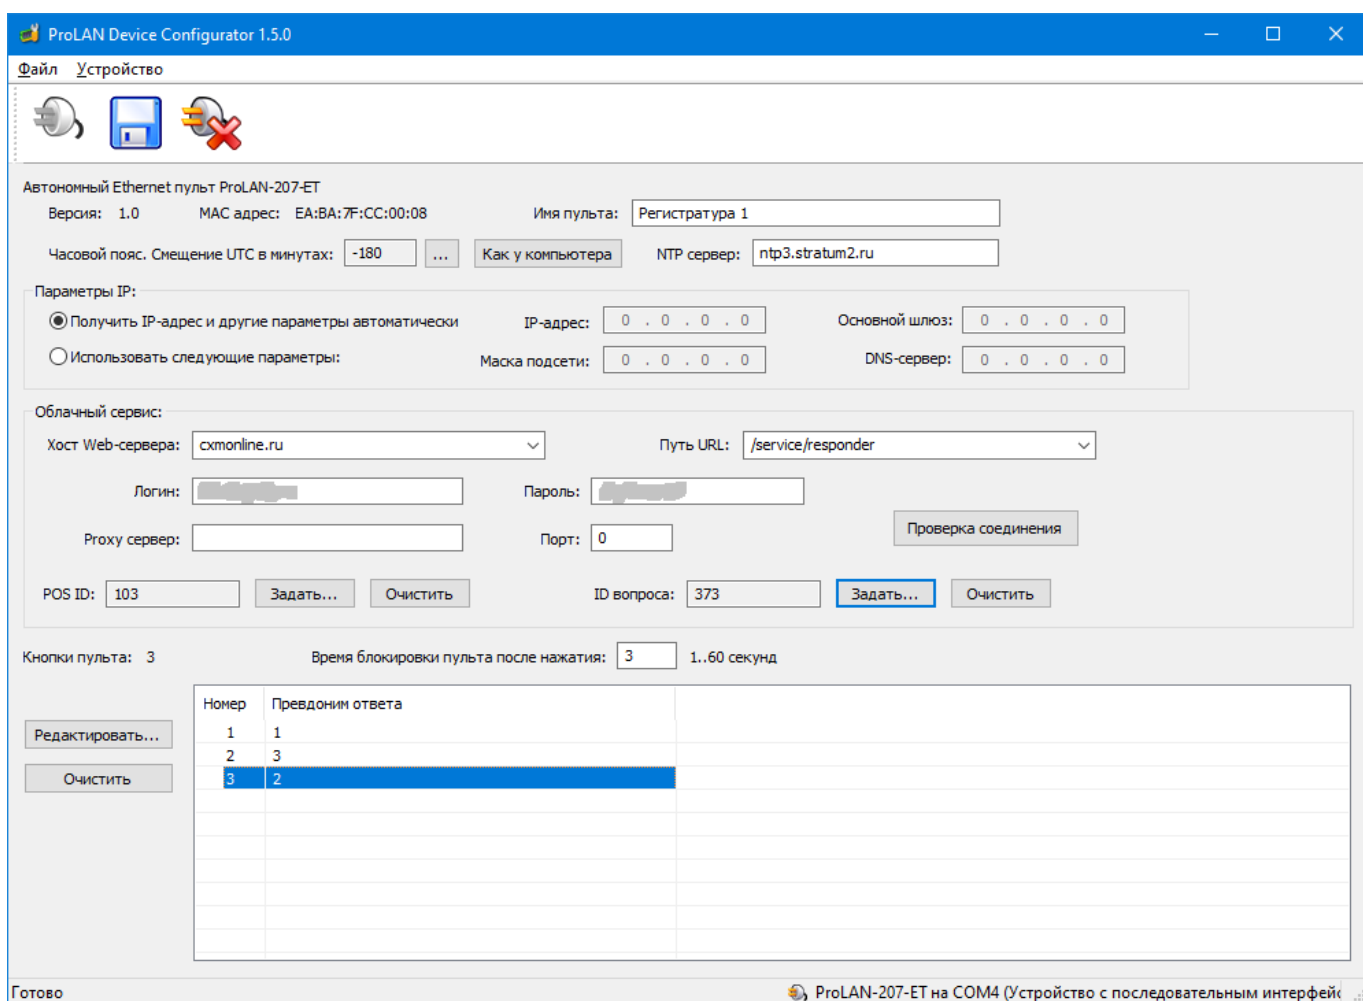 ProLAN Device Configurator 1.5.0
Файл Устройство
Автономный Ethernet пульт ProLAN-207-ET
Версия: 1.0 MAC адрес: EA:BA:7F:CC:00:08 Имя пульта: Регистратура 1
Часовой пояс. Смещение UTC в минутах: -180 ... Как у компьютера NTP сервер: ntp3.stratum2.ru
Параметры IP:
Получить IP-адрес и другие параметры автоматически IP-адрес: 0 . 0 . 0 . 0 Основной шлюз: 0 . 0 . 0 . 0
Использовать следующие параметры: Маска подсети: 0 . 0 . 0 . 0 DNS-сервер: 0 . 0 . 0 . 0
Облачный сервис:
Хост Web-сервера: cxmonline.ru Путь URL: /service/responder
Логин: Пароль:
Proxy сервер: Порт: 0 Проверка соединения
POS ID: 103 Задать... Очистить ID вопроса: 373 Задать... Очистить
Кнопки пульта: 3 Время блокировки пульта после нажатия: 3 1..60 секунд
Номер Превдоним ответа
1 1
2 3
3 2
Редактировать...
Очистить
Готово ProLAN-207-ET на COM4 (Устройство с последовательным интерфейс